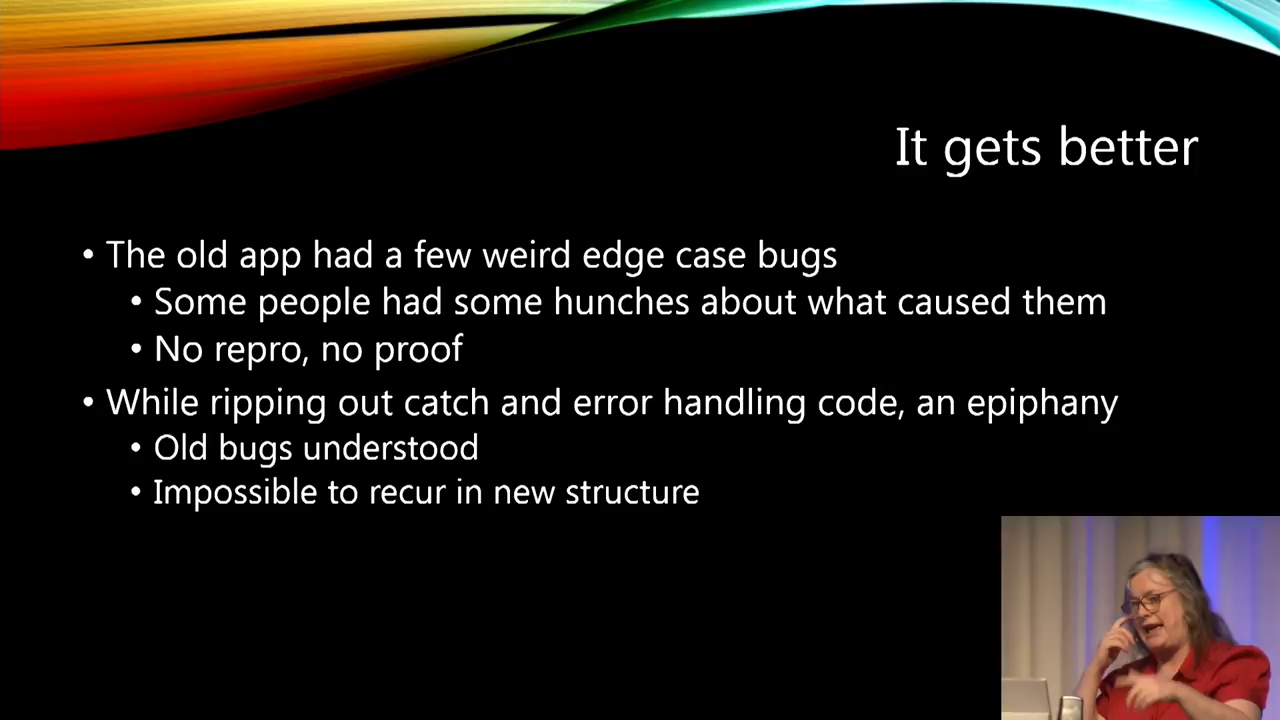 It gets better
• The old app had a few weird edge case bugs
• Some people had some hunches about what caused them
• No repro, no proof
• While ripping out catch and error handling code, an epiphany
• Old bugs understood
• Impossible to recur in new structure